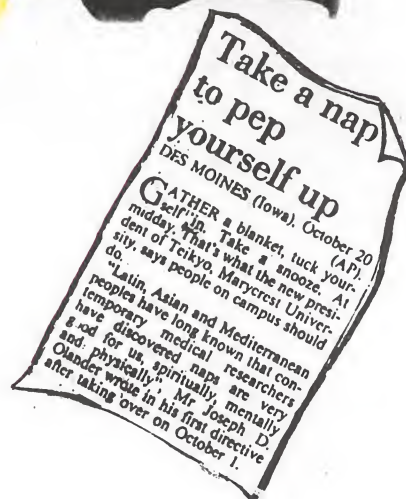 Take a nap
to pep
yourself up
DES MOINES (Iowa), October 20
(AP).
GATHER a blanket, tuck your-
self in. Take a snooze. At
midday. That's what the new presi-
dent of Teikyo, Marycrest Univer-
sity, says people on campus should
do.
"Latin, Asian and Mediterranean
peoples have long known that con-
temporary medical researchers
have discovered naps are very
good for us, spiritually, mentally
and: physically", Mr Joseph D.
Olander wrote in his first directive
after taking over on October 1.